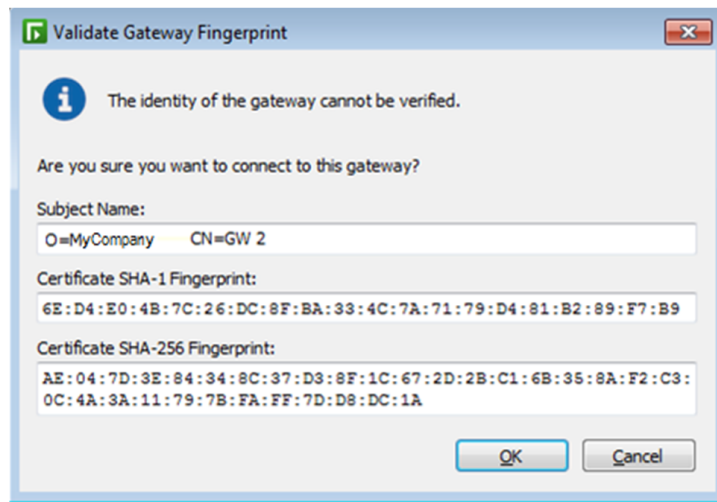 Validate Gateway Fingerprint
The identity of the gateway cannot be verified.
Are you sure you want to connect to this gateway?
Subject Name:
O=MyCompany CN=GW 2
Certificate SHA-1 Fingerprint:
6E:D4:E0:4B:7C:26:DC:8F:BA:33:4C:7A:71:79:D4:81:B2:89:F7:B9
Certificate SHA-256 Fingerprint:
AE:04:7D:3E:84:34:8C:37:D3:8F:1C:67:2D:2B:C1:6B:35:8A:F2:C3:
0C:4A:3A:11:79:7B:FA:FF:7D:D8:DC:1A
OK Cancel